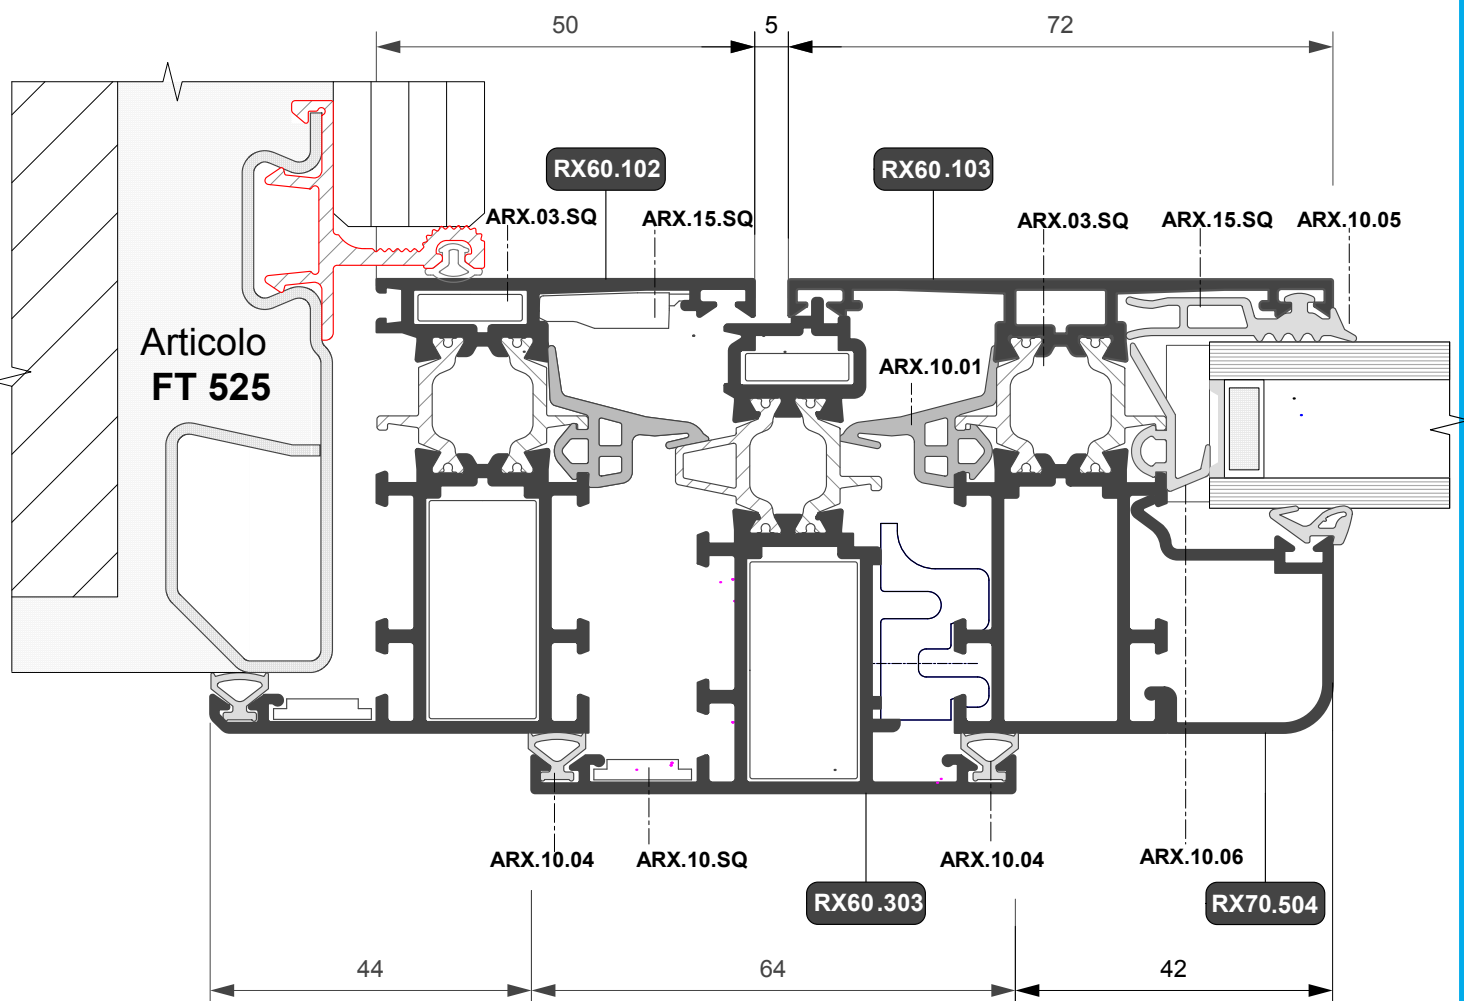 50 5 72
RX60.102 RX60.103
ARX.03.SQ ARX.15.SQ ARX.03.SQ ARX.15.SQ ARX.10.05
Articolo
FT 525
ARX.10.01
ARX.10.04 ARX.10.SQ ARX.10.04 ARX.10.06
RX60.303 RX70.504
44 64 42